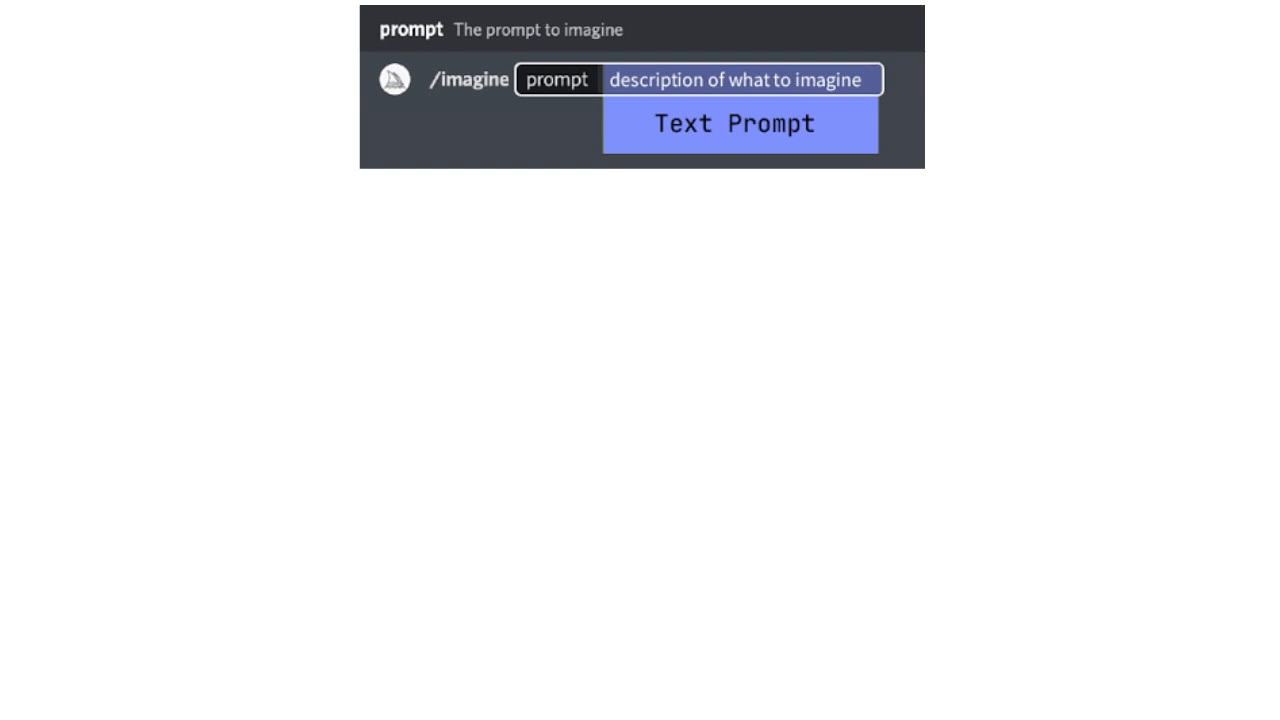 prompt The prompt to imagine
/imagine prompt description of what to imagine
Text Prompt